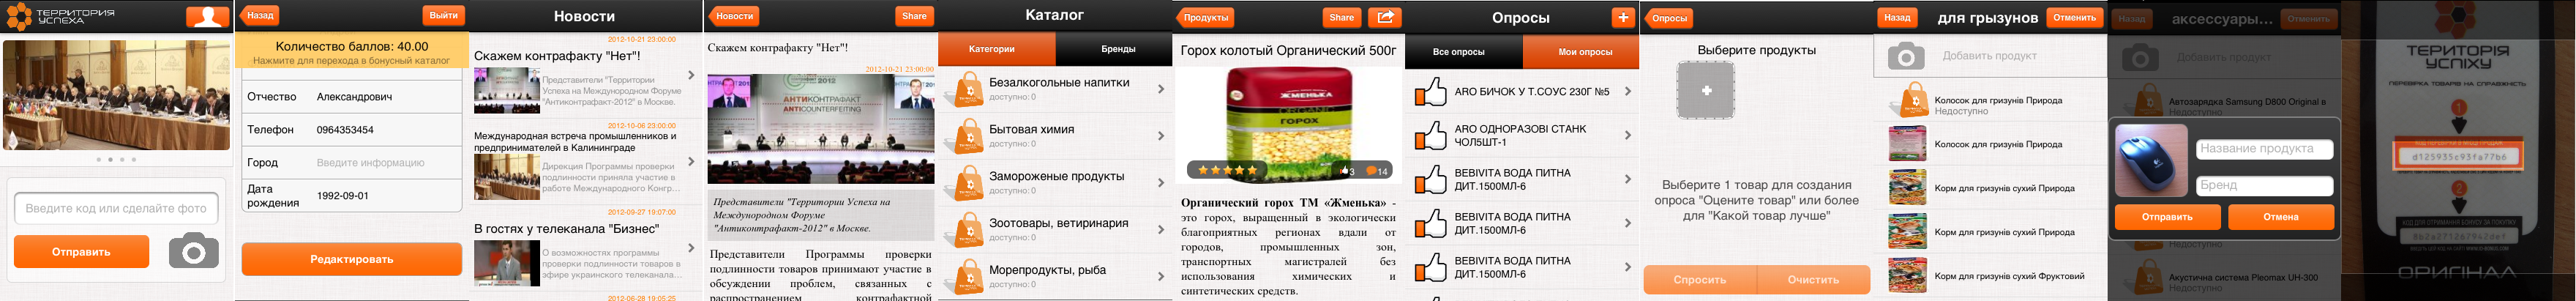 ТЕРРИТОРИЯ
УСПЕХА
Введите код или сделайте фото
Отправить
Назад
Выйти
Количество баллов: 40.00
Нажмите для перехода в бонусный каталог
Отчество Александрович
Телефон 0964353454
Город Введите информацию
Дата
рождения 1992-09-01
Редактировать
Новости
2012-10-21 23:00:00
Скажем контрафакту "Нет"!
Представители "Территории
Успеха на Международном Форуме
"Антиконтрафакт-2012" в Москве.
2012-10-06 23:00:00
Международная встреча промышленников и
предпринимателей в Калининграде
Дирекция Программы проверки
подлинности приняла участие в
работе Международного Конгр...
2012-09-27 19:07:00
В гостях у телеканала "Бизнес"
О возможностях программы
проверки подлинности товаров в
эфире украинского телеканала...
2012-06-28 19:05:25
Новости
Share
Скажем контрафакту "Нет"!
2012-10-21 23:00:00
2012
АНТИКОНТРАФАКТ
ANTICOUNTERFEITING
Представители "Территории Успеха на
Международном Форуме
"Антиконтрафакт-2012" в Москве.
Представители Программы проверки
подлинности товаров принимают участие в
обсуждении проблем, связанных с
распространением контрафактной
Каталог
Категории
Бренды
Безалкогольные напитки
доступно: 0
Бытовая химия
доступно: 0
Замороженые продукты
доступно: 0
Зоотовары, ветиринария
доступно: 0
Морепродукты, рыба
доступно: 0
Продукты
Share
Горох колотый Органический 500г
ЖМЕНЬКА
ORGANIC
ГОРОХ
3
14
Органический горох ТМ «Жменька» -
это горох, выращенный в экологически
благоприятных регионах вдали от
городов, промышленных зон,
транспортных магистралей без
использования химических и
синтетических средств.
Опросы
+
Все опросы
Мои опросы
ARO БИЧОК У Т.СОУС 230Г №5
ARO ОДНОРАЗОВІ СТАНК
ЧОЛ5ШТ-1
BEBIVITA ВОДА ПИТНА
ДИТ.1500МЛ-6
BEBIVITA ВОДА ПИТНА
ДИТ.1500МЛ-6
BEBIVITA ВОДА ПИТНА
ДИТ.1500МЛ-6
Опросы
Выберите продукты
+
Выберите 1 товар для создания
опроса "Оцените товар" или более
для "Какой товар лучше"
Спросить
Очистить
Назад
для грызунов
Отменить
Добавить продукт
Колосок для гризунів Природа
Недоступно
Колосок для гризунів Природа
Корм для гризунів сухий Природа
Корм для гризунів сухий Природа
Корм для гризунів сухий Фруктовий
Назад
аксессуары...
Отменить
Добавить продукт
Автозарядка Samsung D800 Original в
Недоступно
Название продукта
Бренд
Отправить
Отмена
Недоступно
Акустична система Pleomax UH-300
Недоступно
ТЕРИТОРІЯ
УСПІХУ
ПЕРЕВІРКА ТОВАРІВ НА СПРАВЖНІСТЬ
1
d125935c93fa77b6
2
КОД ДЛЯ ОТРИМАННЯ БОНУСУ ЗА ПОКУПКУ
8b2a271267942def
ОРИГІНАЛ